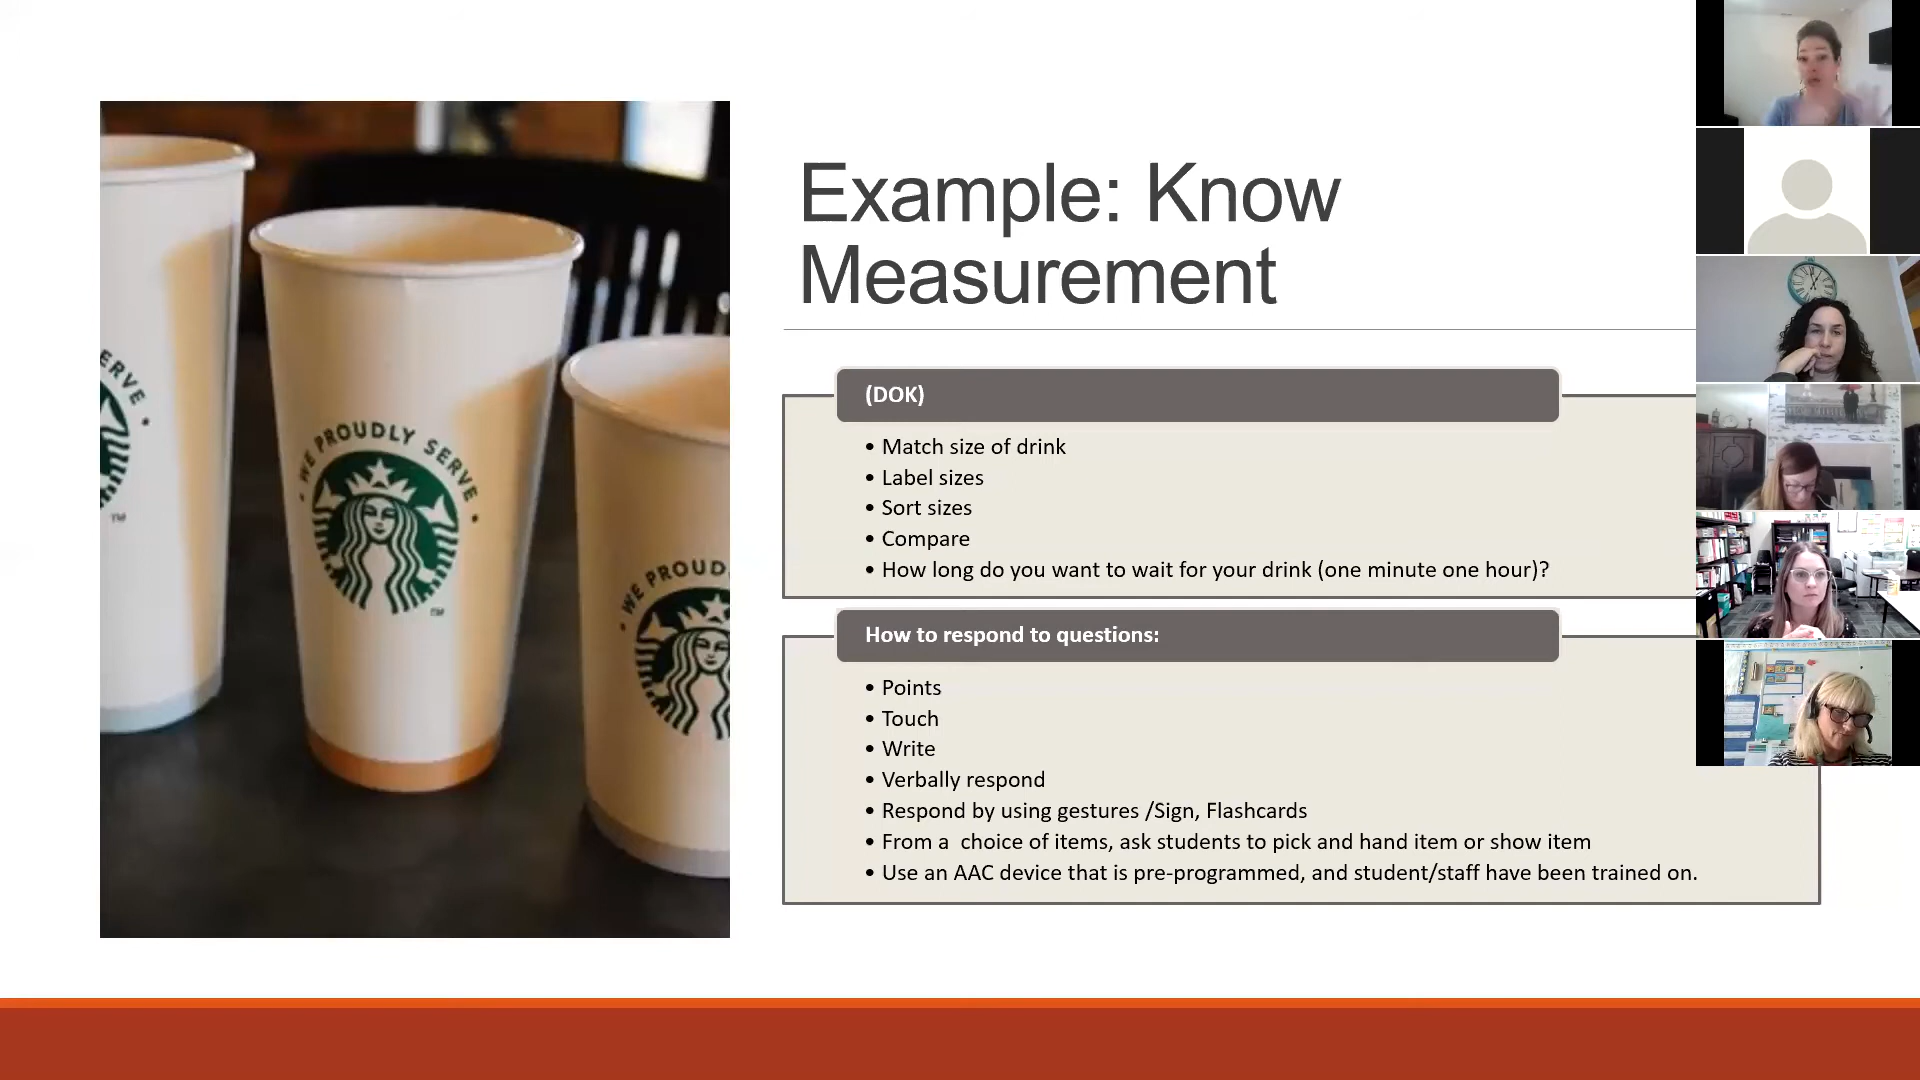 Example: Know
Measurement
(DOK)
• Match size of drink
• Label sizes
• Sort sizes
• Compare
• How long do you want to wait for your drink (one minute one hour)?
How to respond to questions:
• Points
• Touch
• Write
• Verbally respond
• Respond by using gestures /Sign, Flashcards
• From a  choice of items, ask students to pick and hand item or show item
• Use an AAC device that is pre-programmed, and student/staff have been trained on.
ERVE •
TM
• WE PROUDLY SERVE •
TM
• WE PROUD